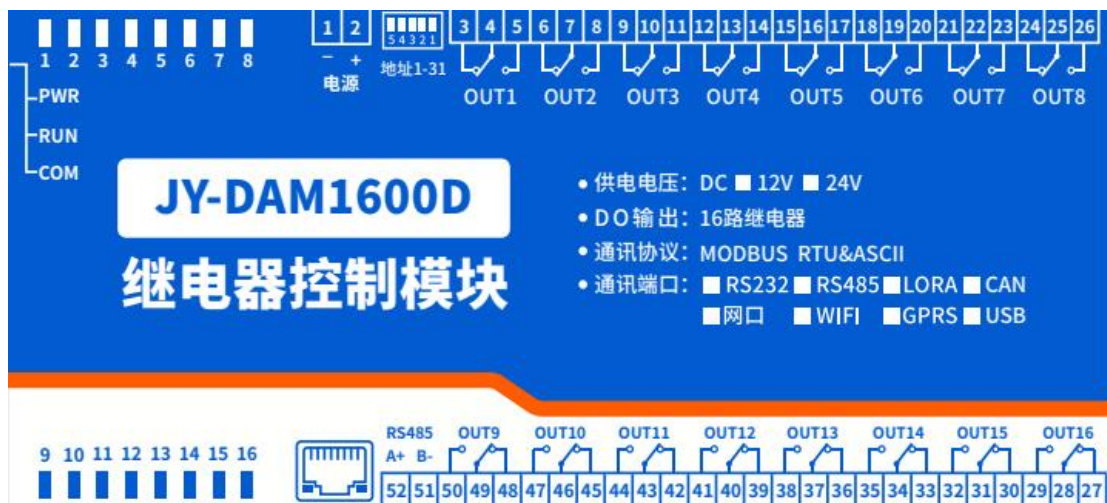 1 2 3 4 5 6 7 8 9 10 11 12 13 14 15 16 17 18 19 20 21 22 23 24 25 26
5 4 3 2 1
1 2 3 4 5 6 7 8
- +
电源
地址1-31
OUT1 OUT2 OUT3 OUT4 OUT5 OUT6 OUT7 OUT8
PWR
RUN
COM
JY-DAM1600D
继电器控制模块
● 供电电压：DC ■ 12V ■ 24V
● DO输出：16路继电器
● 通讯协议：MODBUS RTU&ASCII
● 通讯端口：■ RS232 ■ RS485 ■ LORA ■ CAN
■ 网口 ■ WIFI ■ GPRS ■ USB
RS485 OUT9 OUT10 OUT11 OUT12 OUT13 OUT14 OUT15 OUT16
A+ B-
9 10 11 12 13 14 15 16
52 51 50 49 48 47 46 45 44 43 42 41 40 39 38 37 36 35 34 33 32 31 30 29 28 27